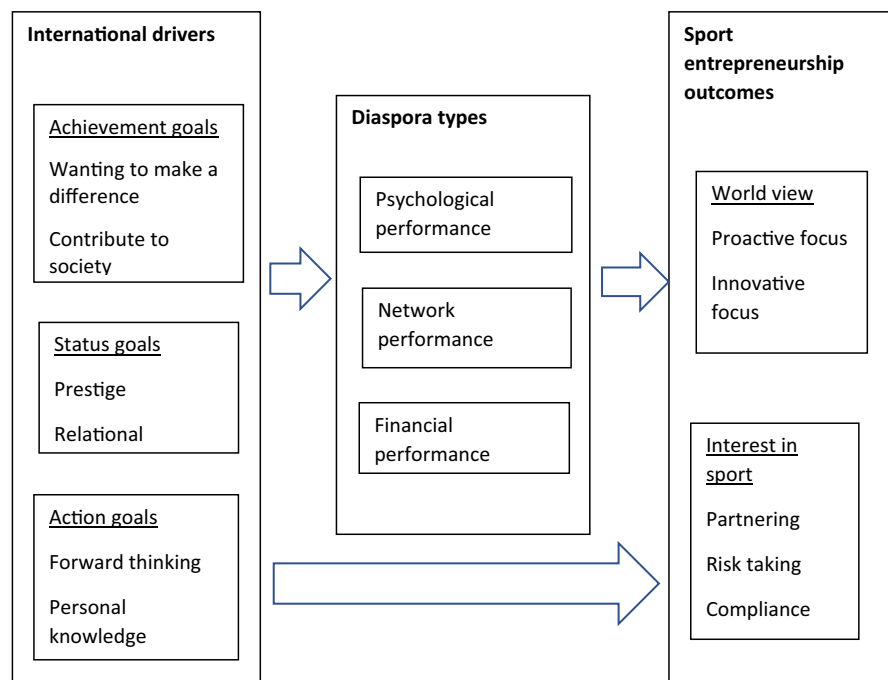 International drivers
Achievement goals
Wanting to make a
difference
Contribute to
society
Status goals
Prestige
Relational
Action goals
Forward thinking
Personal
knowledge
Diaspora types
Psychological
performance
Network
performance
Financial
performance
Sport
entrepreneurship
outcomes
World view
Proactive focus
Innovative
focus
Interest in
sport
Partnering
Risk taking
Compliance